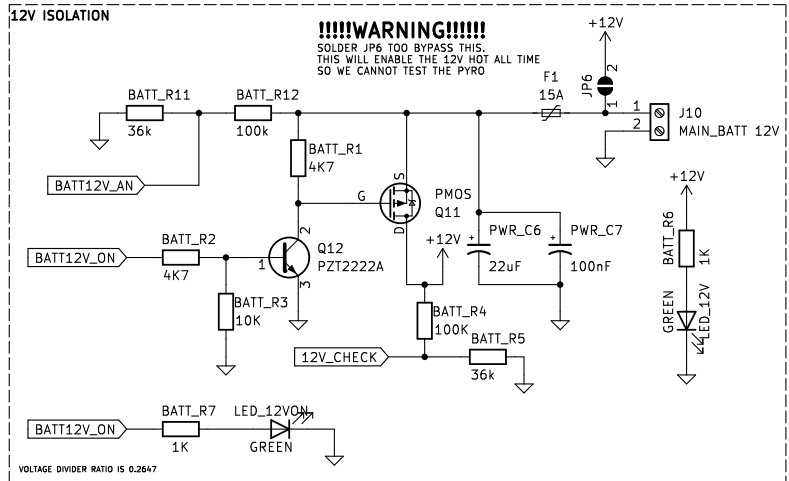 12V ISOLATION
!!!!!WARNING!!!!!!
SOLDER JP6 TOO BYPASS THIS.
THIS WILL ENABLE THE 12V HOT ALL TIME
SO WE CANNOT TEST THE PYRO
+12V
JP6
2
1
F1
15A
1
2
J10
MAIN_BATT 12V
BATT_R11
36k
BATT_R12
100k
BATT_R1
4K7
BATT12V_AN
G
S
D
PMOS
Q11
+12V
BATT_R6
1K
GREEN
LED_12V
BATT12V_ON
BATT_R2
4K7
1
2
3
Q12
PZT2222A
+12V
PWR_C6
22uF
PWR_C7
100nF
BATT_R3
10K
BATT_R4
100K
12V_CHECK
BATT_R5
36k
BATT12V_ON
BATT_R7
1K
LED_12VON
GREEN
VOLTAGE DIVIDER RATIO IS 0.2647